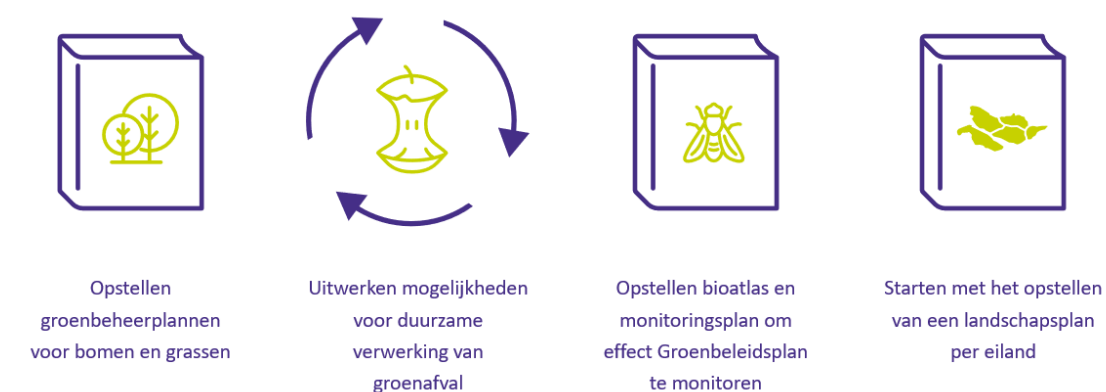 Opstellen
groenbeheerplannen
voor bomen en grassen
Uitwerken mogelijkheden
voor duurzame
verwerking van
groenafval
Opstellen bioatlas en
monitoringsplan om
effect Groenbeleidsplan
te monitoren
Starten met het opstellen
van een landschapsplan
per eiland